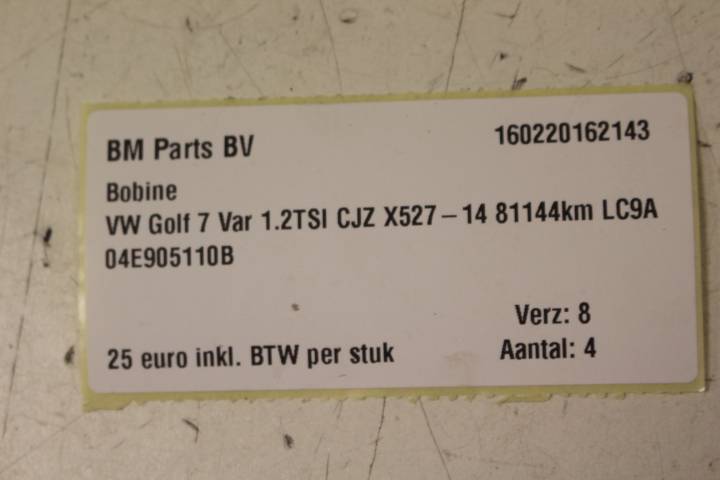 BM Parts BV 160220162143
Bobine
VW Golf 7 Var 1.2TSI CJZ X527-14 81144km LC9A
04E905110B
Verz: 8
25 euro inkl. BTW per stuk Aantal: 4